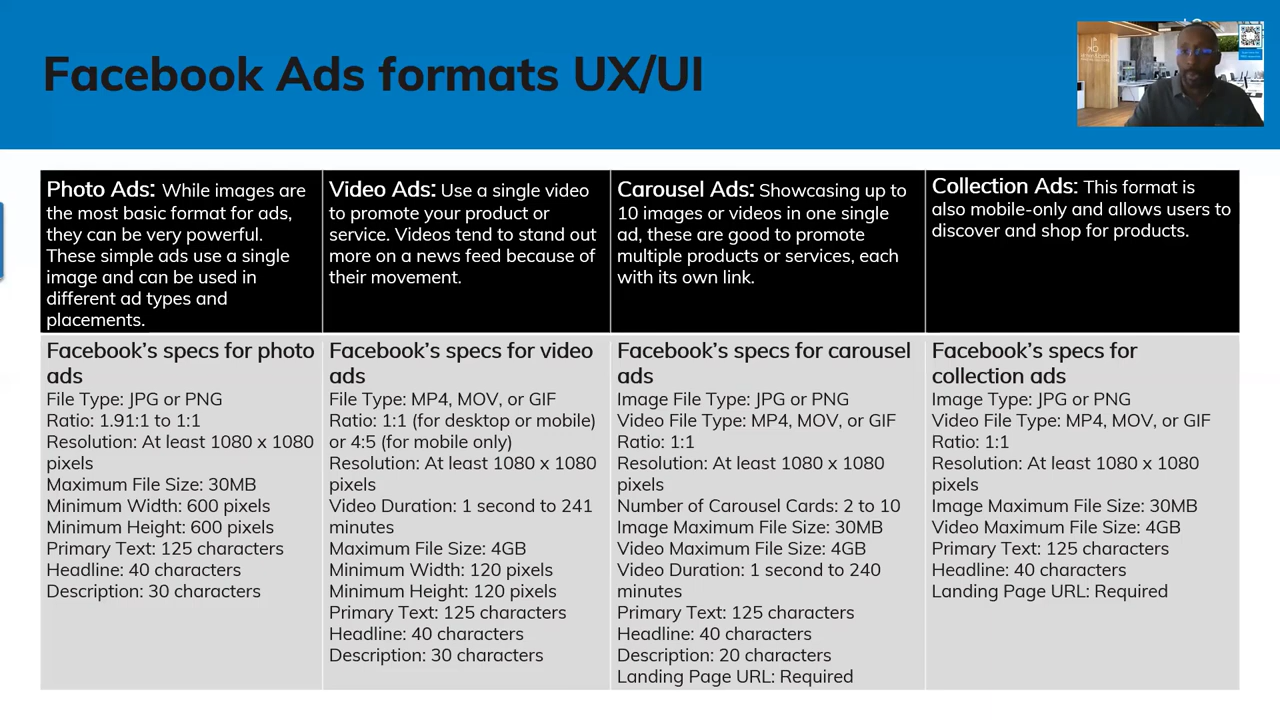 Facebook Ads formats UX/UI
Photo Ads: While images are
the most basic format for ads,
they can be very powerful.
These simple ads use a single
image and can be used in
different ad types and
placements.
Video Ads: Use a single video
to promote your product or
service. Videos tend to stand out
more on a news feed because of
their movement.
Carousel Ads: Showcasing up to
10 images or videos in one single
ad, these are good to promote
multiple products or services, each
with its own link.
Collection Ads: This format is
also mobile-only and allows users to
discover and shop for products.
Facebook’s specs for photo
ads
File Type: JPG or PNG
Ratio: 1.91:1 to 1:1
Resolution: At least 1080 x 1080
pixels
Maximum File Size: 30MB
Minimum Width: 600 pixels
Minimum Height: 600 pixels
Primary Text: 125 characters
Headline: 40 characters
Description: 30 characters
Facebook’s specs for video
ads
File Type: MP4, MOV, or GIF
Ratio: 1:1 (for desktop or mobile)
or 4:5 (for mobile only)
Resolution: At least 1080 x 1080
pixels
Video Duration: 1 second to 241
minutes
Maximum File Size: 4GB
Minimum Width: 120 pixels
Minimum Height: 120 pixels
Primary Text: 125 characters
Headline: 40 characters
Description: 30 characters
Facebook’s specs for carousel
ads
Image File Type: JPG or PNG
Video File Type: MP4, MOV, or GIF
Ratio: 1:1
Resolution: At least 1080 x 1080
pixels
Number of Carousel Cards: 2 to 10
Image Maximum File Size: 30MB
Video Maximum File Size: 4GB
Video Duration: 1 second to 240
minutes
Primary Text: 125 characters
Headline: 40 characters
Description: 20 characters
Landing Page URL: Required
Facebook’s specs for
collection ads
Image Type: JPG or PNG
Video File Type: MP4, MOV, or GIF
Ratio: 1:1
Resolution: At least 1080 x 1080
pixels
Image Maximum File Size: 30MB
Video Maximum File Size: 4GB
Primary Text: 125 characters
Headline: 40 characters
Landing Page URL: Required